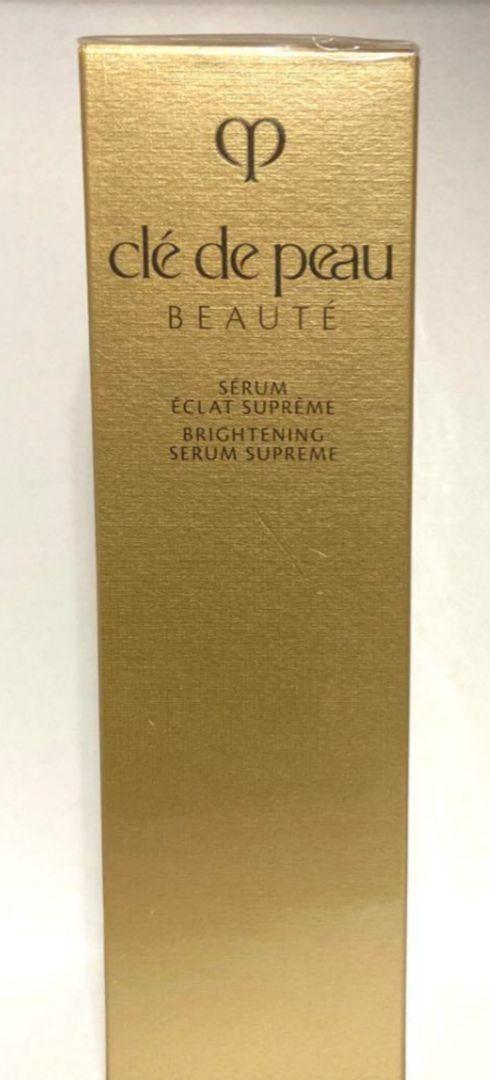 clé de peau
BEAUTÉ
SÉRUM
ÉCLAT SUPRÊME
BRIGHTENING
SERUM SUPREME